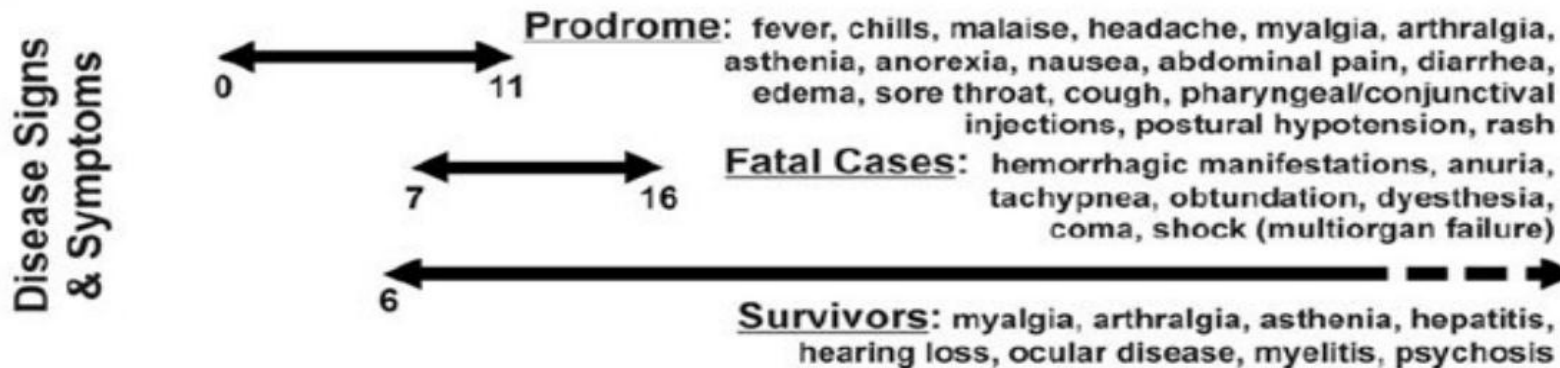 Disease Signs
& Symptoms
Prodrome: fever, chills, malaise, headache, myalgia, arthralgia,
asthenia, anorexia, nausea, abdominal pain, diarrhea,
edema, sore throat, cough, pharyngeal/conjunctival
injections, postural hypotension, rash
0 11
Fatal Cases: hemorrhagic manifestations, anuria,
tachypnea, obtundation, dyesthesia,
coma, shock (multiorgan failure)
7 16
6
Survivors: myalgia, arthralgia, asthenia, hepatitis,
hearing loss, ocular disease, myelitis, psychosis